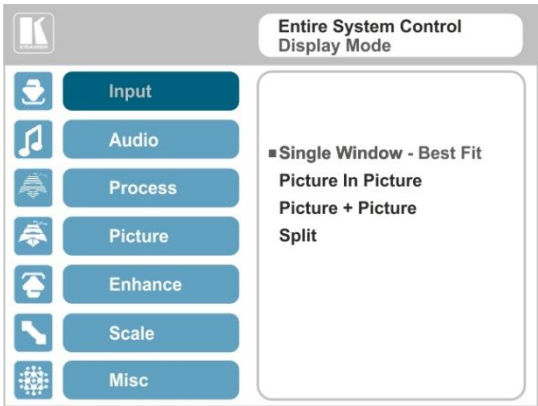 KRAMER
Entire System Control
Display Mode
Input
Audio
Process
Picture
Enhance
Scale
Misc
Single Window - Best Fit
Picture In Picture
Picture + Picture
Split